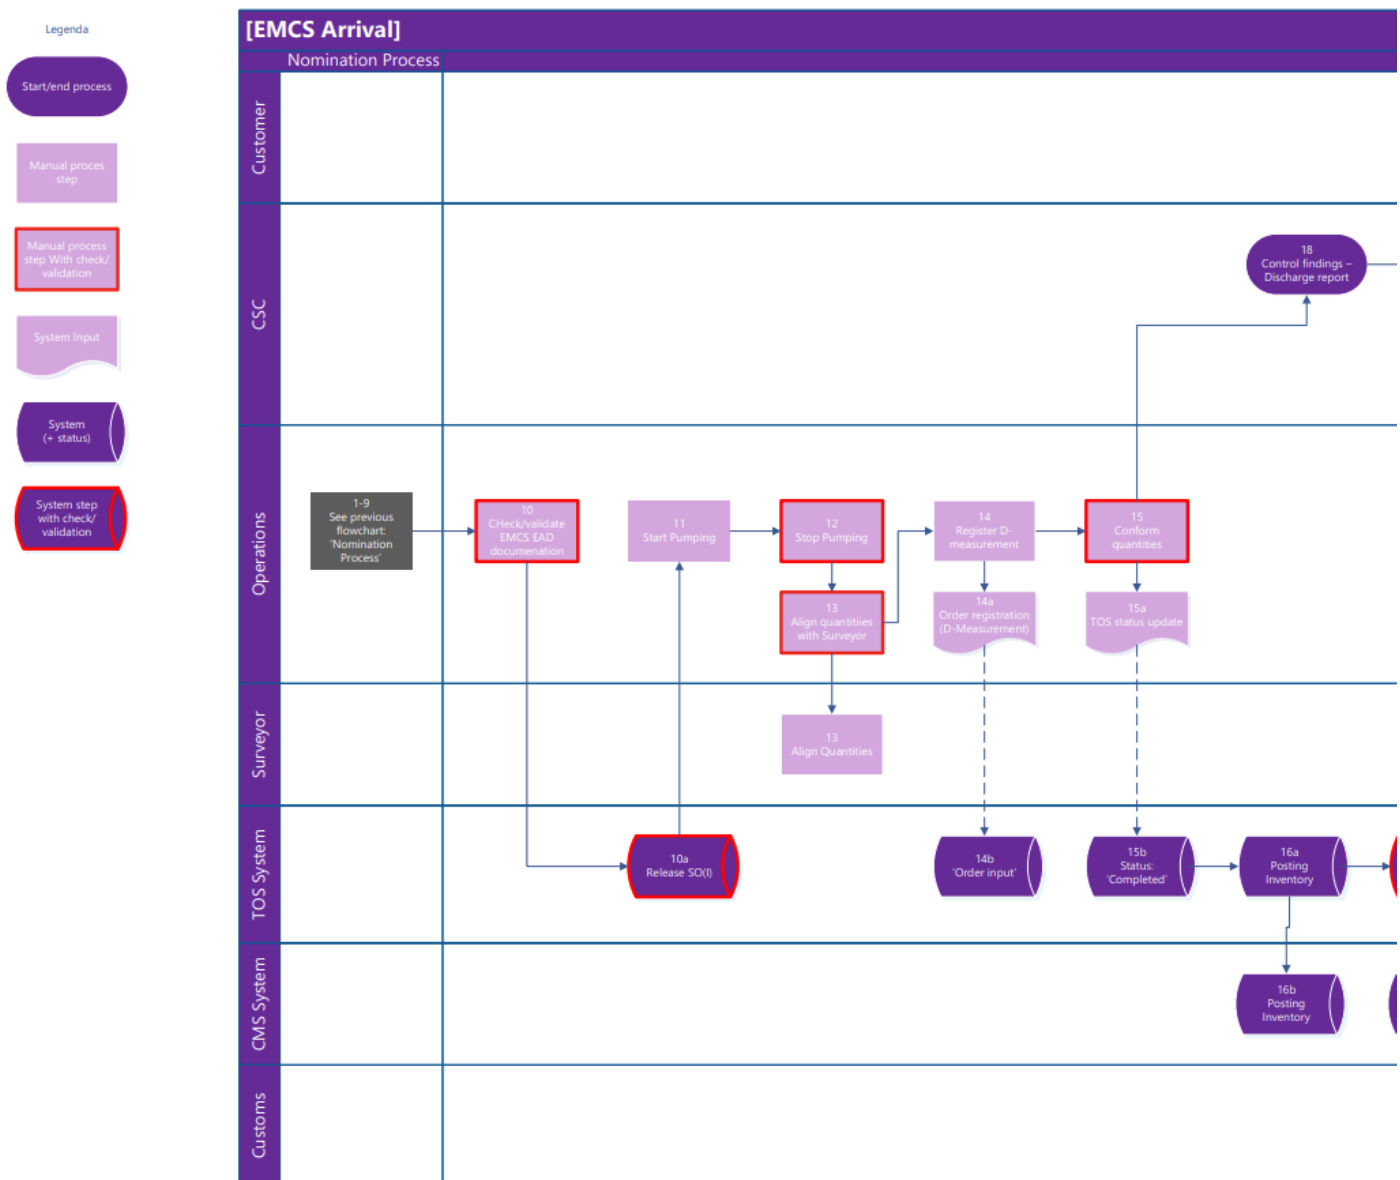 Legenda
Start/end process
Manual proces
step
Manual process
step With check/
validation
System Input
System
(+ status)
System step
with check/
validation
[EMCS Arrival]
Nomination Process
Customer
CSC
18
Control findings –
Discharge report
Operations
1-9
See previous
flowchart:
‘Nomination
Process’
10
CHeck/validate
EMCS EAD
documenation
11
Start Pumping
12
Stop Pumping
13
Align quantitiies
with Surveyor
14
Register D-
measurement
14a
Order registration
(D-Measurement)
15
Conform
quantities
15a
TOS status update
Surveyor
13
Align Quantities
TOS System
10a
Release SO(I)
14b
‘Order input’
15b
Status:
‘Completed’
16a
Posting
Inventory
CMS System
16b
Posting
Inventory
Customs